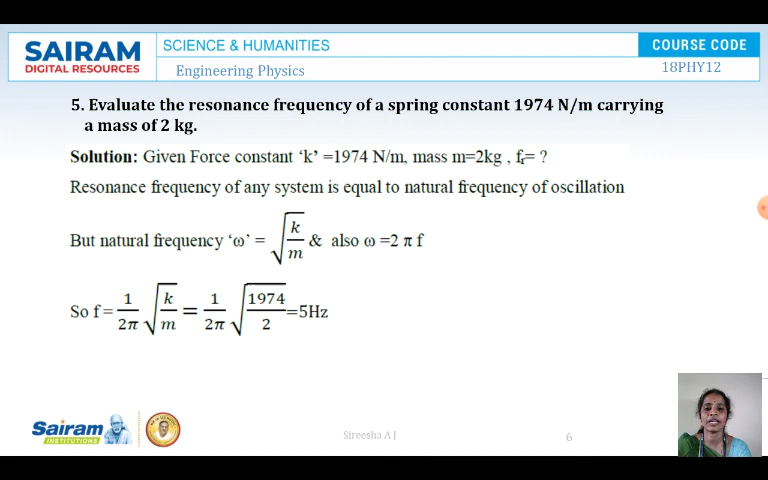 SAIRAM
DIGITAL RESOURCES
SCIENCE & HUMANITIES
COURSE CODE
Engineering Physics
18PHY12
5. Evaluate the resonance frequency of a spring constant 1974 N/m carrying
a mass of 2 kg.
Solution: Given Force constant ‘k’ =1974 N/m, mass m=2kg , fr= ?
Resonance frequency of any system is equal to natural frequency of oscillation
But natural frequency ‘ω’ = √(k/m) & also ω =2 π f
So f = 1/2π √(k/m) = 1/2π √(1974/2) =5Hz
Sairam
INSTITUTIONS
Sireesha A J
6